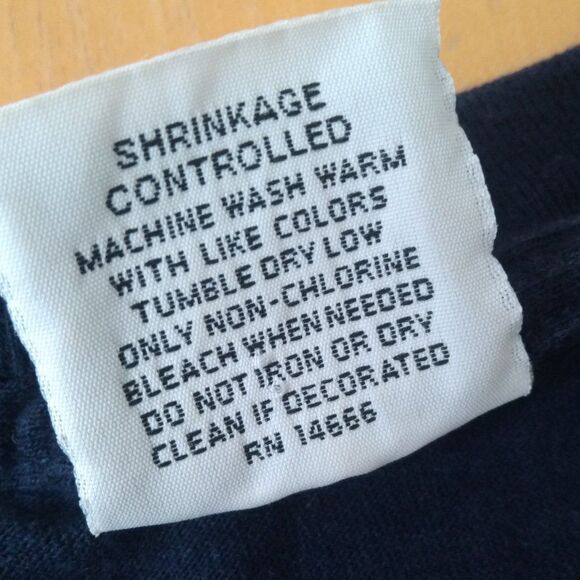 SHRINKAGE
CONTROLLED
MACHINE WASH WARM
WITH LIKE COLORS
TUMBLE DRY LOW
ONLY NON-CHLORINE
BLEACH WHEN NEEDED
DO NOT IRON OR DRY
CLEAN IF DECORATED
RN 14666